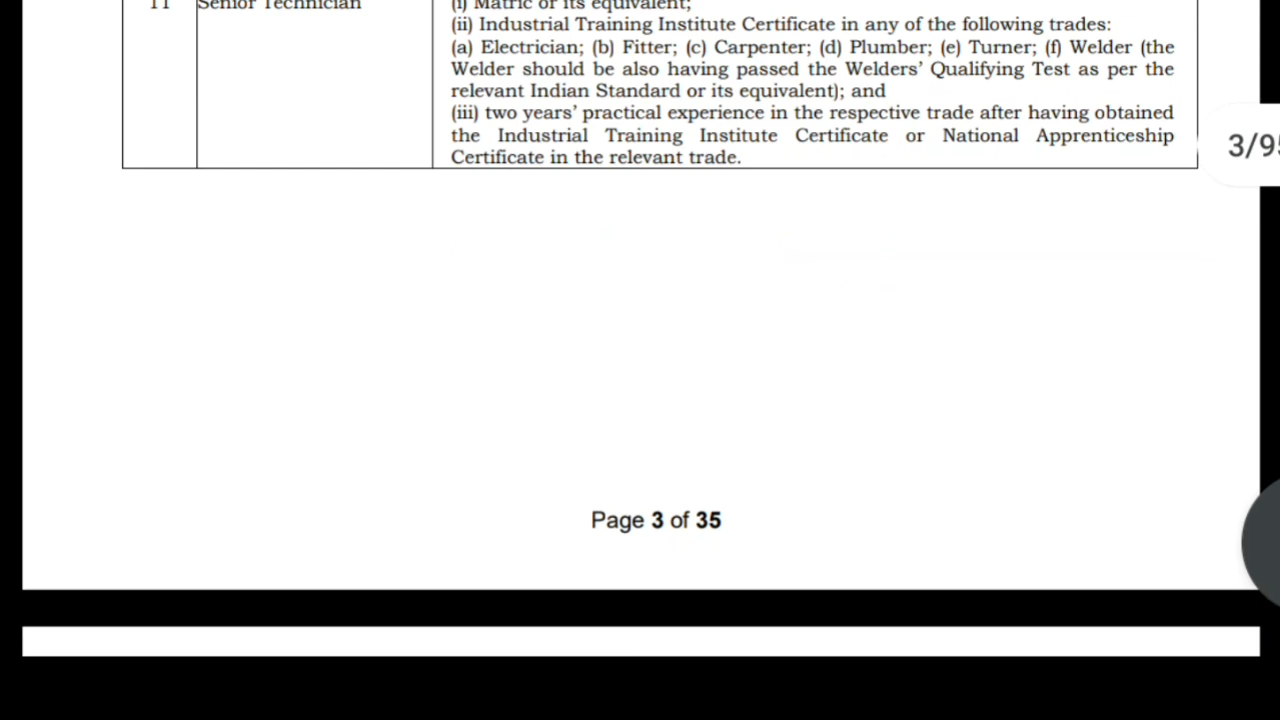 11 Senior Technician (i) Matric or its equivalent;
(ii) Industrial Training Institute Certificate in any of the following trades:
(a) Electrician; (b) Fitter; (c) Carpenter; (d) Plumber; (e) Turner; (f) Welder (the
Welder should be also having passed the Welders’ Qualifying Test as per the
relevant Indian Standard or its equivalent); and
(iii) two years’ practical experience in the respective trade after having obtained
the Industrial Training Institute Certificate or National Apprenticeship
Certificate in the relevant trade.
3/95
Page 3 of 35